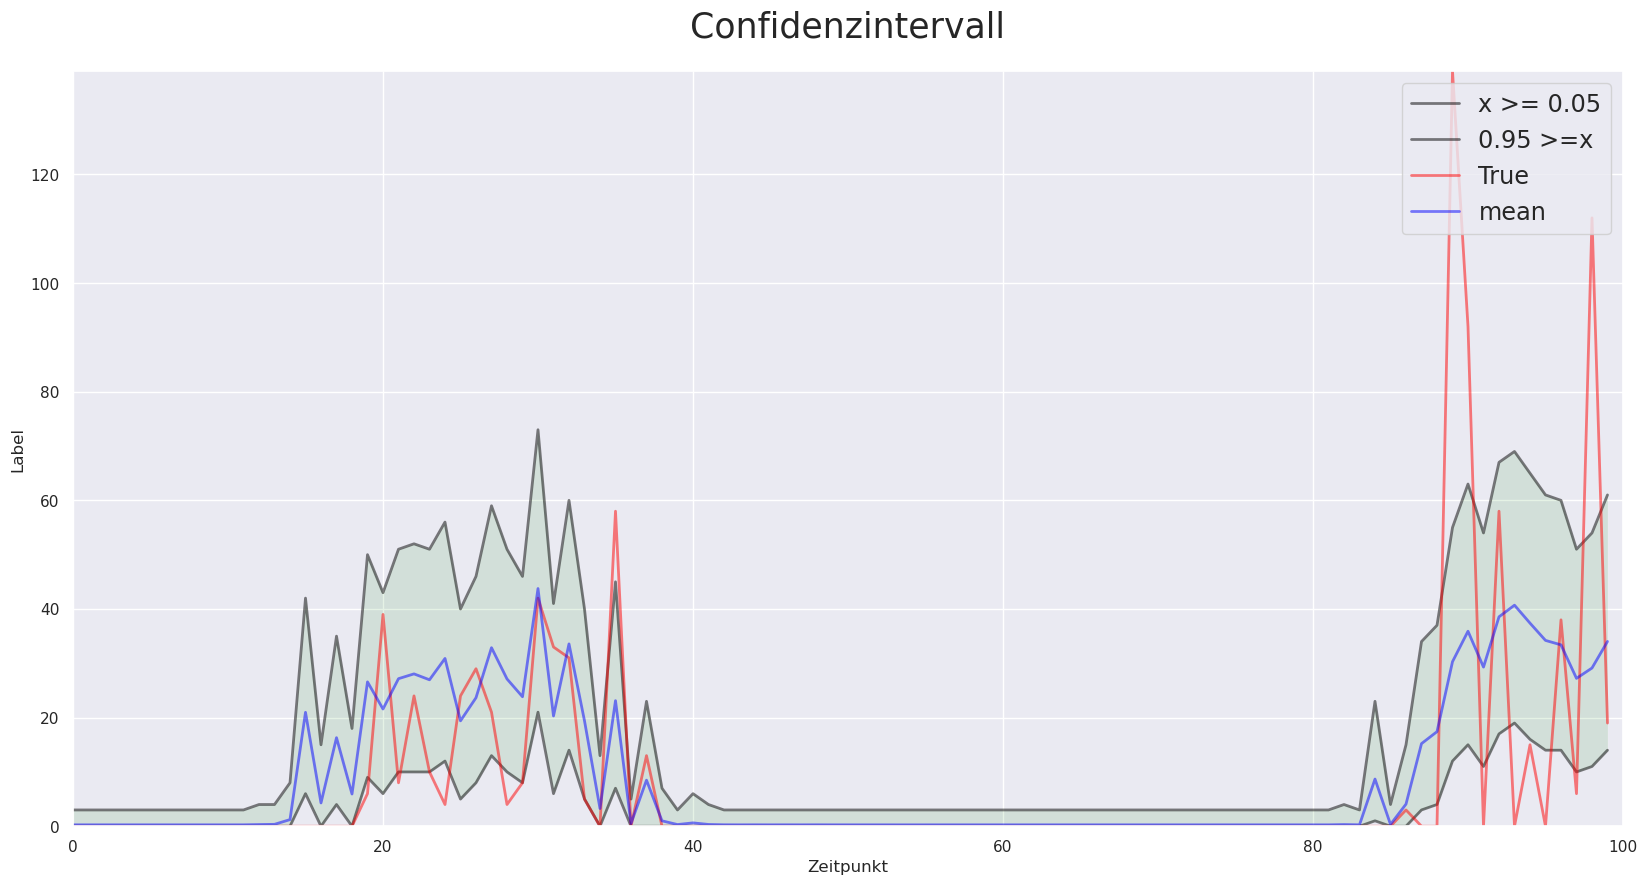 Confidenzintervall
x >= 0.05
0.95 >=x
True
mean
120
100
80
60
40
20
0
Label
0 20 40 60 80 100
Zeitpunkt